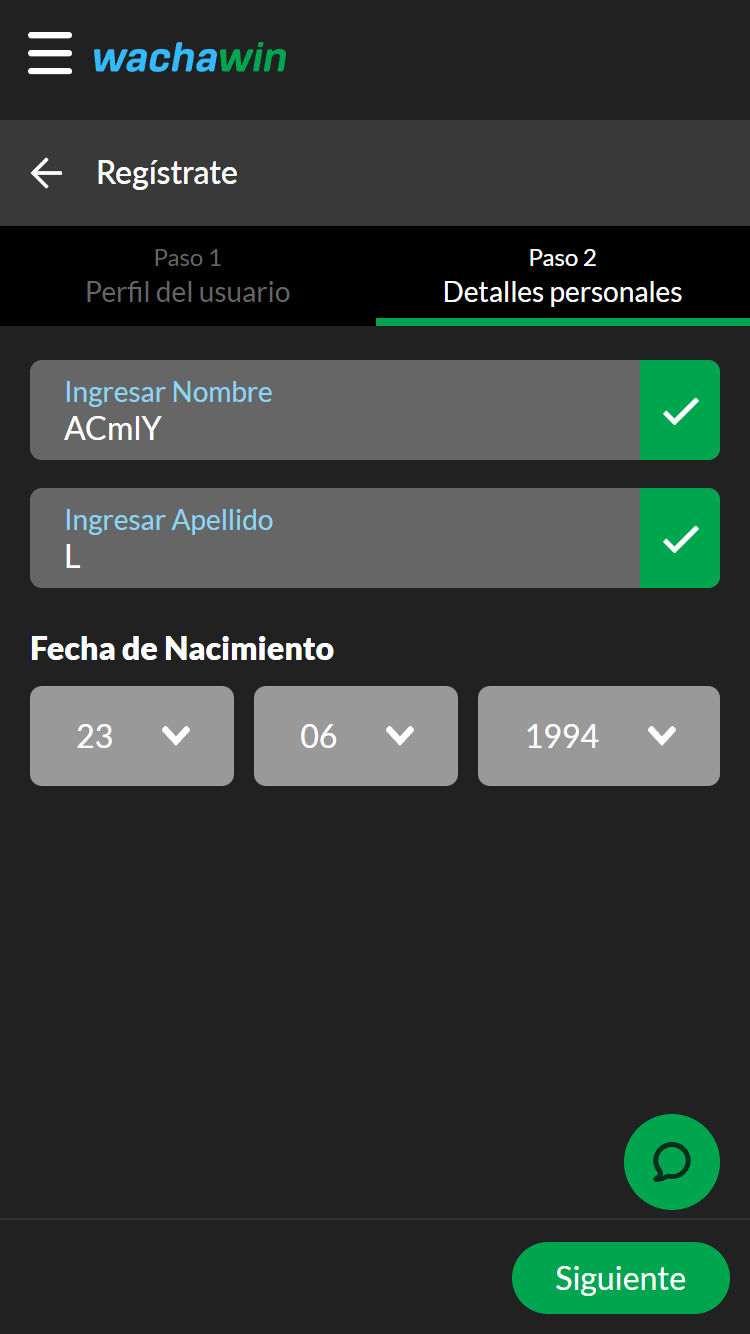 wachawin
Regístrate
Paso 1
Perfil del usuario
Paso 2
Detalles personales
Ingresar Nombre
ACmlY
Ingresar Apellido
L
Fecha de Nacimiento
23 06 1994
Siguiente